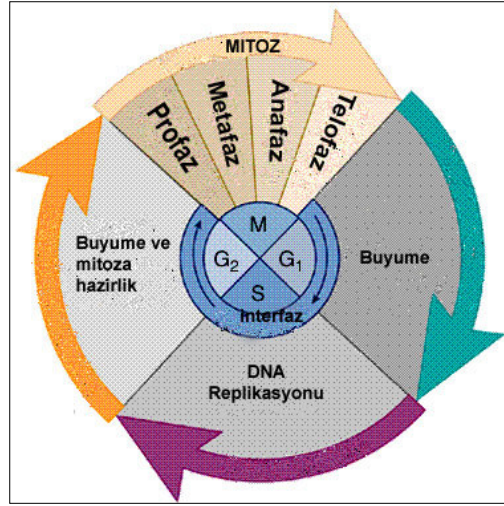 MITOZ
Profaz
Metafaz
Anafaz
Telofaz
Buyume ve
mitoza
hazirlik
M
G2
G1
S
Interfaz
Buyume
DNA
Replikasyonu